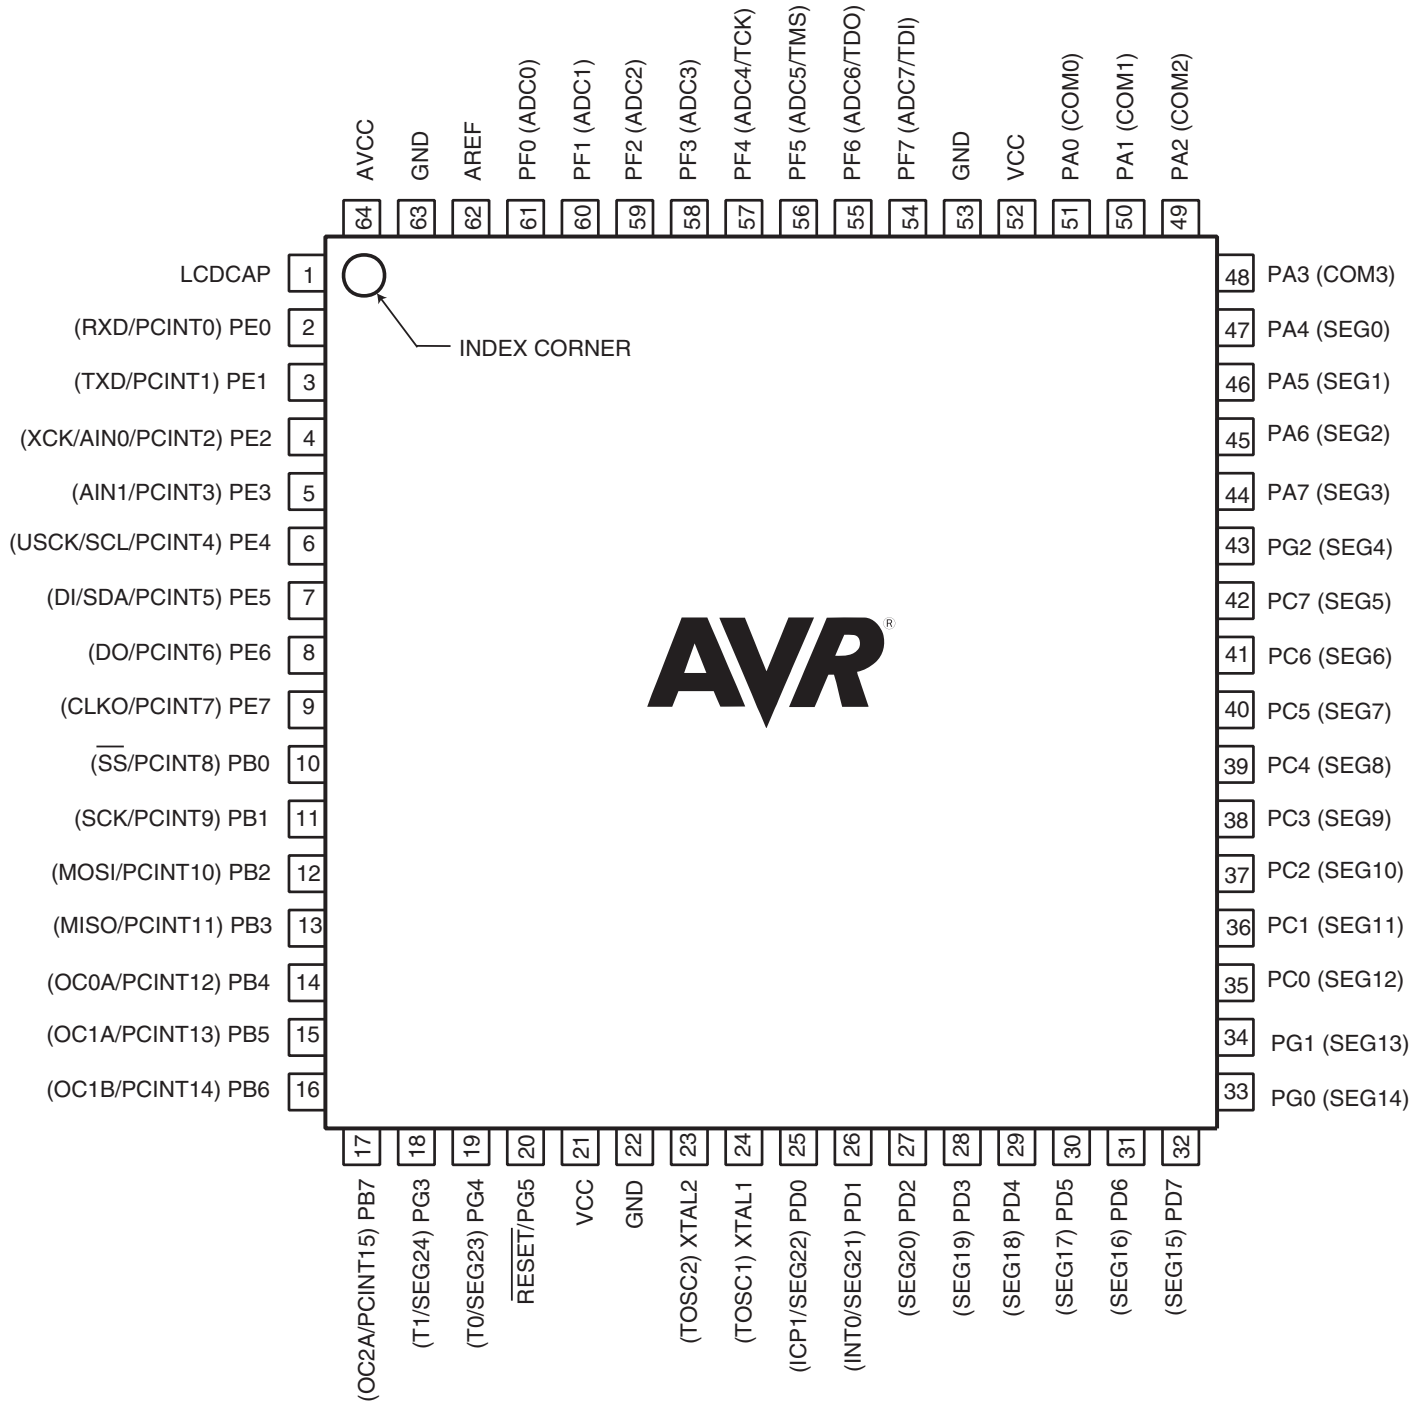 AVCC
GND
AREF
PF0 (ADC0)
PF1 (ADC1)
PF2 (ADC2)
PF3 (ADC3)
PF4 (ADC4/TCK)
PF5 (ADC5/TMS)
PF6 (ADC6/TDO)
PF7 (ADC7/TDI)
GND
VCC
PA0 (COM0)
PA1 (COM1)
PA2 (COM2)
64
63
62
61
60
59
58
57
56
55
54
53
52
51
50
49
LCDCAP 1
(RXD/PCINT0) PE0 2
(TXD/PCINT1) PE1 3
(XCK/AIN0/PCINT2) PE2 4
(AIN1/PCINT3) PE3 5
(USCK/SCL/PCINT4) PE4 6
(DI/SDA/PCINT5) PE5 7
(DO/PCINT6) PE6 8
(CLKO/PCINT7) PE7 9
(SS/PCINT8) PB0 10
(SCK/PCINT9) PB1 11
(MOSI/PCINT10) PB2 12
(MISO/PCINT11) PB3 13
(OC0A/PCINT12) PB4 14
(OC1A/PCINT13) PB5 15
(OC1B/PCINT14) PB6 16
INDEX CORNER
AVR®
48 PA3 (COM3)
47 PA4 (SEG0)
46 PA5 (SEG1)
45 PA6 (SEG2)
44 PA7 (SEG3)
43 PG2 (SEG4)
42 PC7 (SEG5)
41 PC6 (SEG6)
40 PC5 (SEG7)
39 PC4 (SEG8)
38 PC3 (SEG9)
37 PC2 (SEG10)
36 PC1 (SEG11)
35 PC0 (SEG12)
34 PG1 (SEG13)
33 PG0 (SEG14)
17
18
19
20
21
22
23
24
25
26
27
28
29
30
31
32
(OC2A/PCINT15) PB7
(T1/SEG24) PG3
(T0/SEG23) PG4
RESET/PG5
VCC
GND
(TOSC2) XTAL2
(TOSC1) XTAL1
(ICP1/SEG22) PD0
(INT0/SEG21) PD1
(SEG20) PD2
(SEG19) PD3
(SEG18) PD4
(SEG17) PD5
(SEG16) PD6
(SEG15) PD7